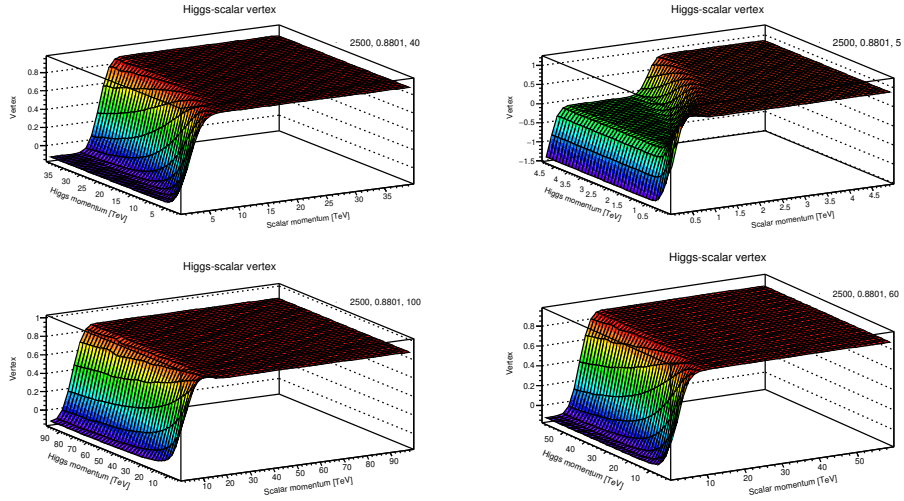 Higgs-scalar vertex
2500, 0.8801, 40
Vertex
0.8
0.6
0.4
0.2
0
35 30 25 20 15 10 5
Higgs momentum [TeV]
5 10 15 20 25 30 35
Scalar momentum [TeV]
Higgs-scalar vertex
2500, 0.8801, 5
Vertex
1
0.5
0
−0.5
−1
−1.5
4.5 4 3.5 3 2.5 2 1.5 1 0.5
Higgs momentum [TeV]
0.5 1 1.5 2 2.5 3 3.5 4 4.5
Scalar momentum [TeV]
Higgs-scalar vertex
2500, 0.8801, 100
Vertex
1
0.8
0.6
0.4
0.2
0
90 80 70 60 50 40 30 20 10
Higgs momentum [TeV]
10 20 30 40 50 60 70 80 90
Scalar momentum [TeV]
Higgs-scalar vertex
2500, 0.8801, 60
Vertex
0.8
0.6
0.4
0.2
0
50 40 30 20 10
Higgs momentum [TeV]
10 20 30 40 50
Scalar momentum [TeV]